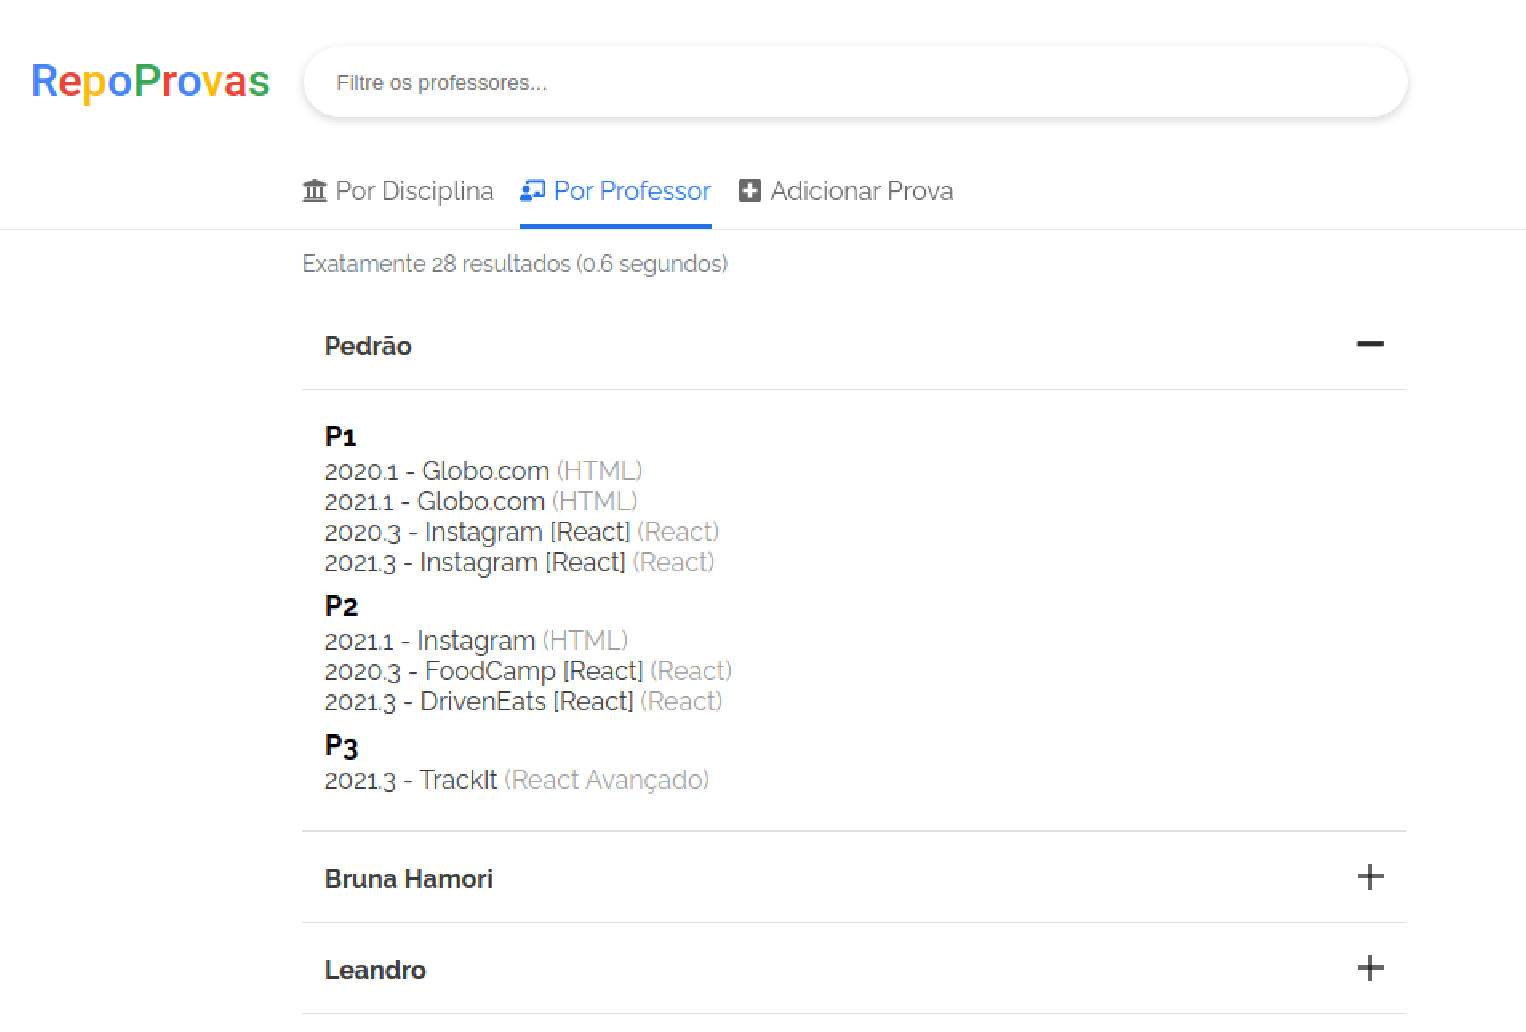 RepoProvas
Filtre os professores...
Por Disciplina
Por Professor
Adicionar Prova
Exatamente 28 resultados (0.6 segundos)
Pedrão
P1
2020.1 - Globo.com (HTML)
2021.1 - Globo.com (HTML)
2020.3 - Instagram [React] (React)
2021.3 - Instagram [React] (React)
P2
2021.1 - Instagram (HTML)
2020.3 - FoodCamp [React] (React)
2021.3 - DrivenEats [React] (React)
P3
2021.3 - TrackIt (React Avançado)
Bruna Hamori
Leandro